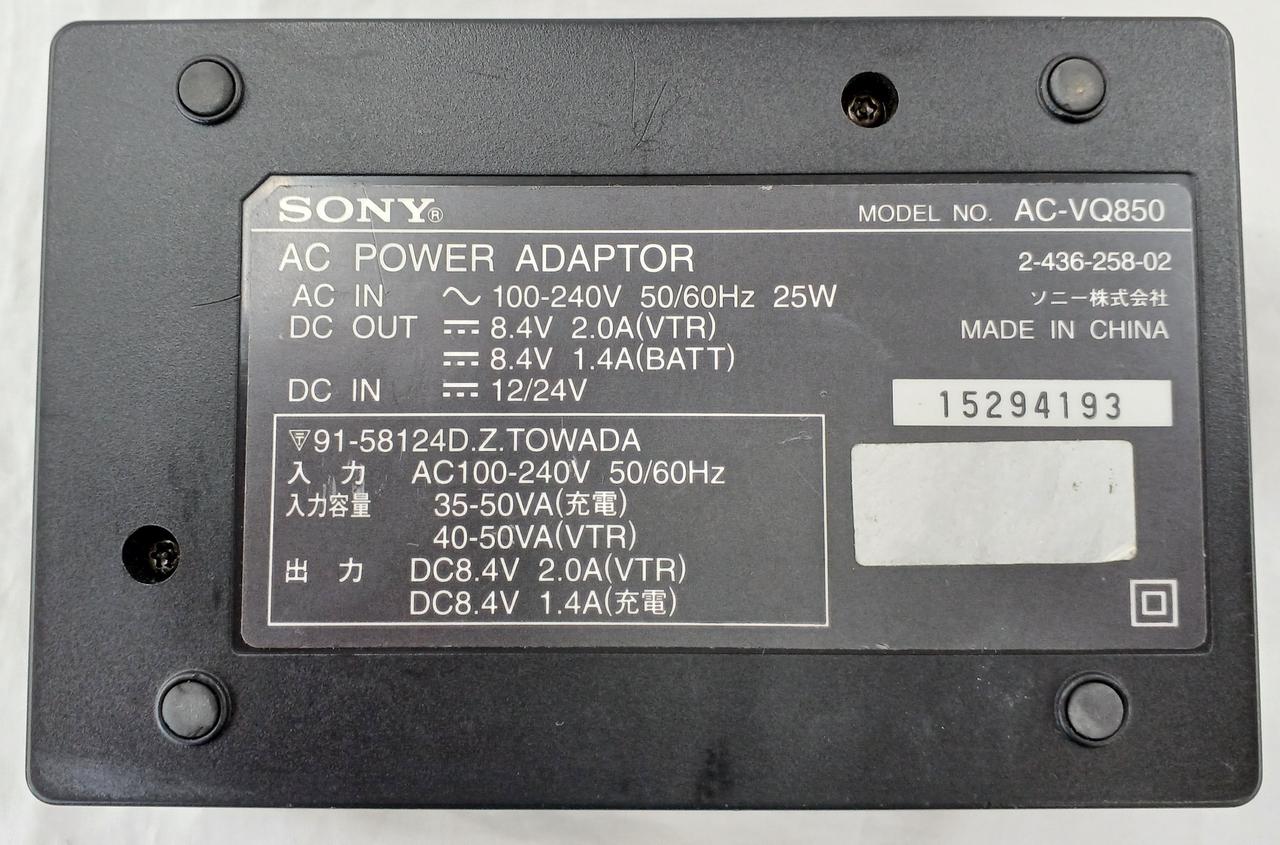 SONY®
MODEL NO. AC-VQ850
AC POWER ADAPTOR
2-436-258-02
AC IN ～ 100-240V 50/60Hz 25W
ソニー株式会社
DC OUT ⎓ 8.4V 2.0A(VTR)
MADE IN CHINA
⎓ 8.4V 1.4A(BATT)
DC IN ⎓ 12/24V
15294193
91-58124D.Z.TOWADA
入 力 AC100-240V 50/60Hz
入力容量 35-50VA(充電)
40-50VA(VTR)
出 力 DC8.4V 2.0A(VTR)
DC8.4V 1.4A(充電)